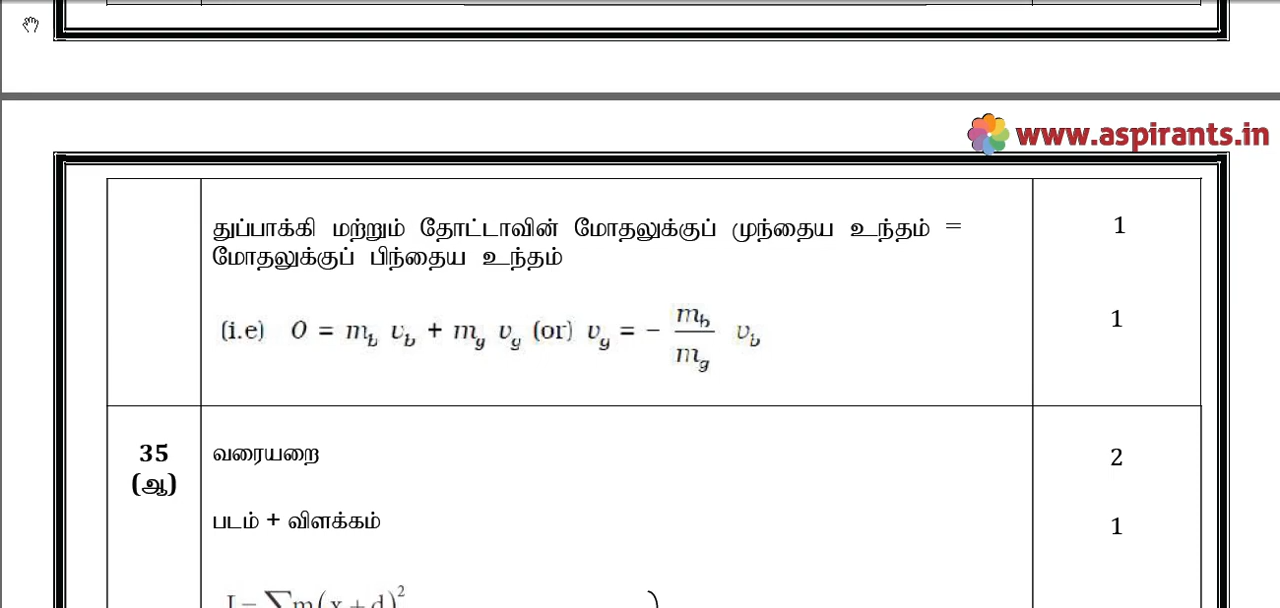 www.aspirants.in
துப்பாக்கி மற்றும் தோட்டாவின் மோதலுக்குப் முந்தைய உந்தம் = 1
மோதலுக்குப் பிந்தைய உந்தம்
(i.e) 0 = m_b v_b + m_g v_g (or) v_g = - m_b/m_g v_b 1
35 வரையறை 2
(ஆ)
படம் + விளக்கம் 1
I = ∑m(x + d)² )